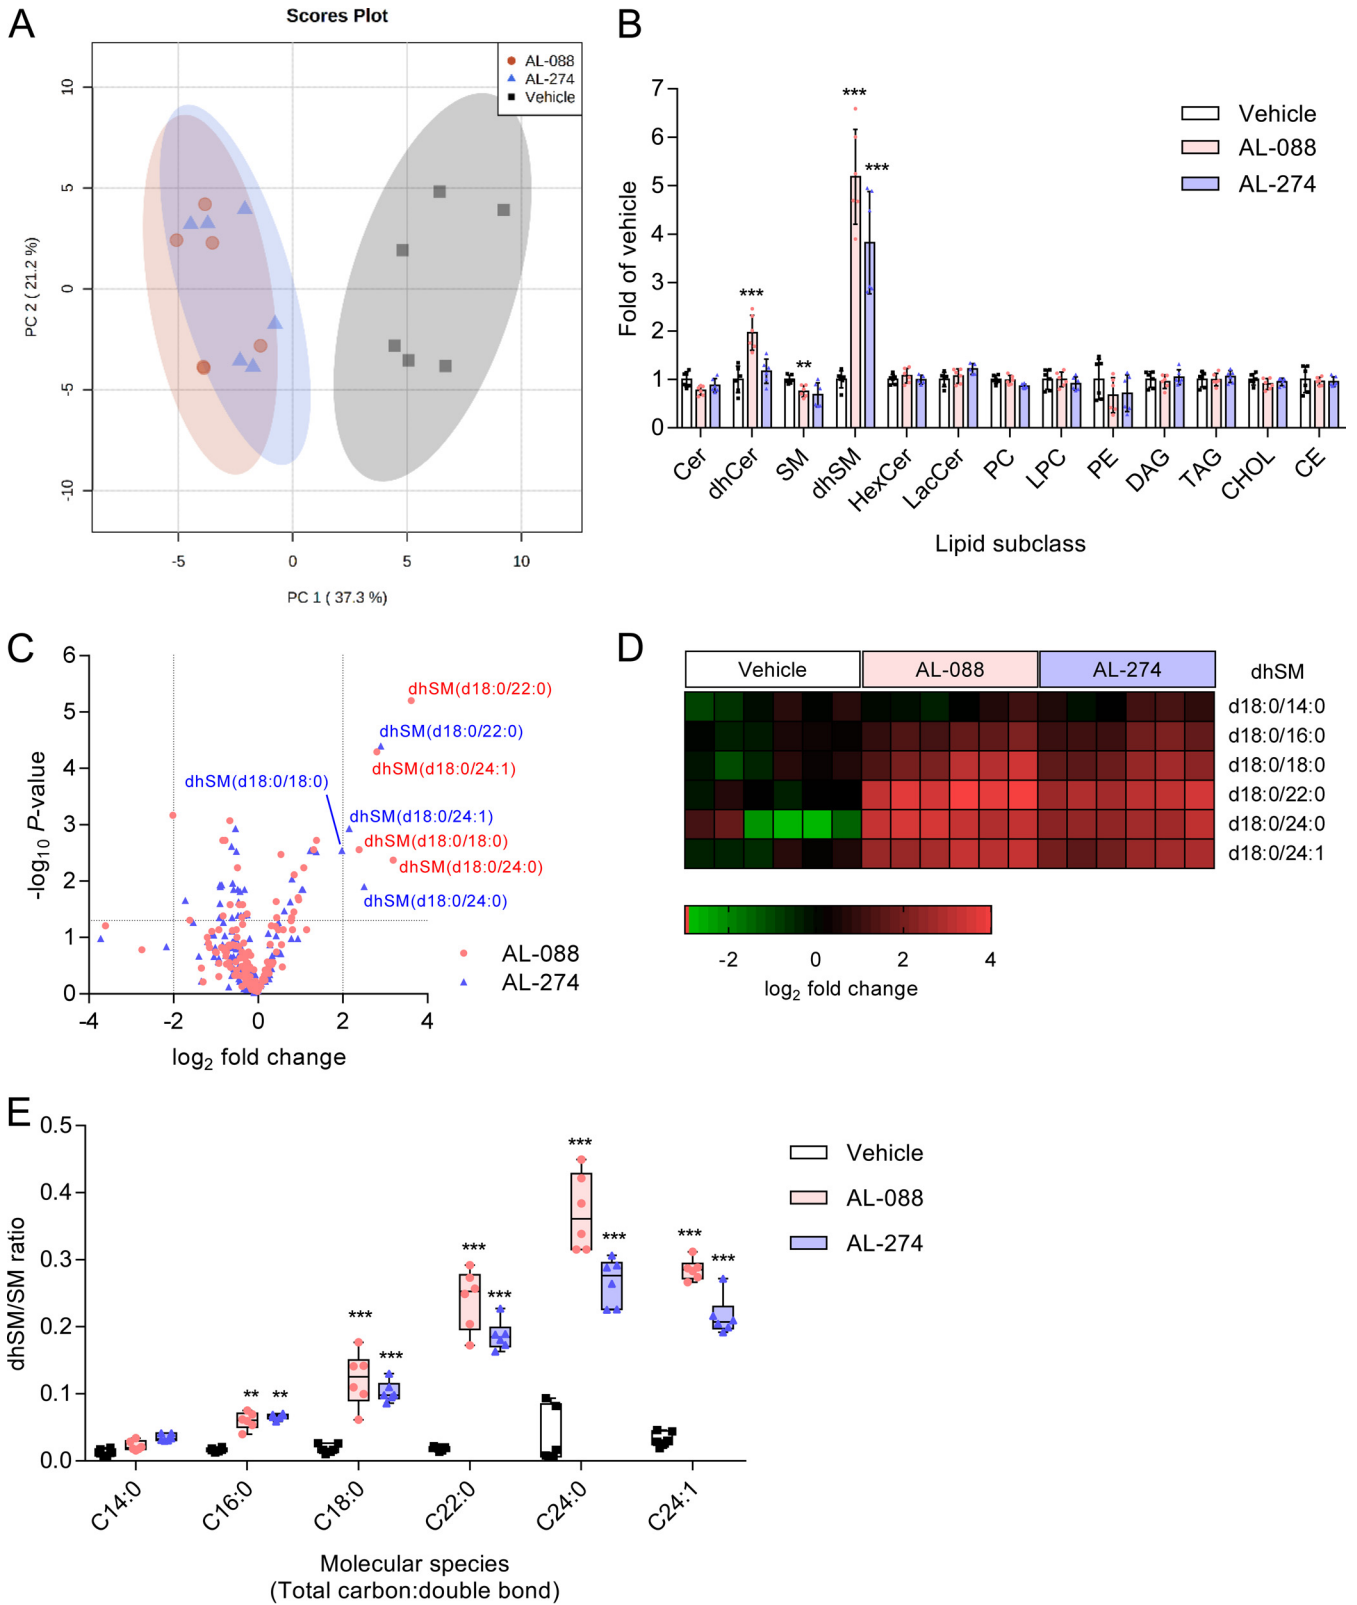 A
Scores Plot
AL-088
AL-274
Vehicle
PC 2 ( 21.2 %)
10
5
0
-5
-10
-5
0
5
10
PC 1 ( 37.3 %)
B
Fold of vehicle
7
6
5
4
3
2
1
0
***
**
***
***
Vehicle
AL-088
AL-274
Cer
dhCer
SM
dhSM
HexCer
LacCer
PC
LPC
PE
DAG
TAG
CHOL
CE
Lipid subclass
C
-log10 P-value
6
5
4
3
2
1
0
dhSM(d18:0/22:0)
dhSM(d18:0/22:0)
dhSM(d18:0/24:1)
dhSM(d18:0/18:0)
dhSM(d18:0/24:1)
dhSM(d18:0/18:0)
dhSM(d18:0/24:0)
dhSM(d18:0/24:0)
AL-088
AL-274
-4
-2
0
2
4
log2 fold change
D
Vehicle
AL-088
AL-274
dhSM
d18:0/14:0
d18:0/16:0
d18:0/18:0
d18:0/22:0
d18:0/24:0
d18:0/24:1
-2
0
2
4
log2 fold change
E
dhSM/SM ratio
0.5
0.4
0.3
0.2
0.1
0.0
**
**
***
***
***
***
***
***
***
***
Vehicle
AL-088
AL-274
C14:0
C16:0
C18:0
C22:0
C24:0
C24:1
Molecular species
(Total carbon:double bond)